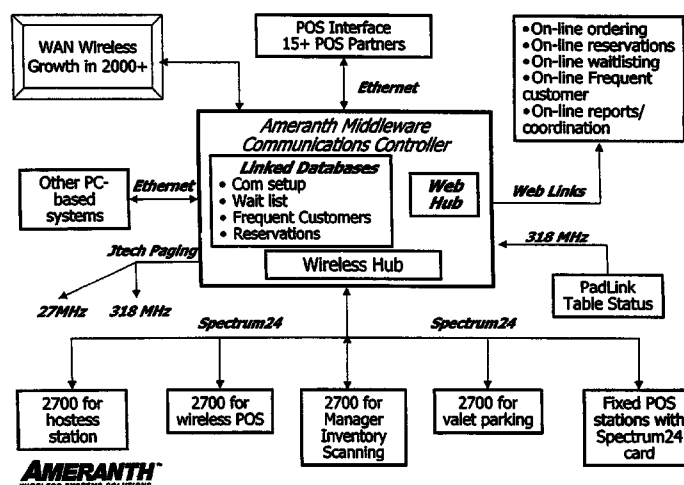 WAN Wireless
Growth in 2000+
POS Interface
15+ POS Partners
•On-line ordering
•On-line reservations
•On-line waitlisting
•On-line Frequent
customer
•On-line reports/
coordination
Ethernet
Ameranth Middleware
Communications Controller
Linked Databases
• Com setup
• Wait list
• Frequent Customers
• Reservations
Web
Hub
Wireless Hub
Other PC-
based
systems
Ethernet
Web Links
Jtech Paging
27MHz
318 MHz
318 MHz
PadLink
Table Status
Spectrum24
Spectrum24
2700 for
hostess
station
2700 for
wireless POS
2700 for
Manager
Inventory
Scanning
2700 for
valet parking
Fixed POS
stations with
Spectrum24
card
AMERANTH™
WIRELESS SYSTEMS SOLUTIONS